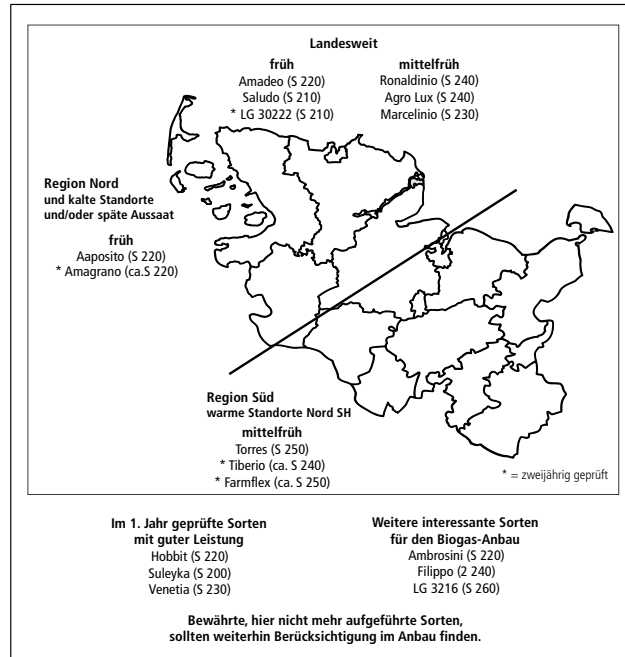 Landesweit
früh
Amadeo (S 220)
Saludo (S 210)
* LG 30222 (S 210)
mittelfrüh
Ronaldinio (S 240)
Agro Lux (S 240)
Marcelinio (S 230)
Region Nord
und kalte Standorte
und/oder späte Aussaat
früh
Aaposito (S 220)
* Amagrano (ca.S 220)
Region Süd
warme Standorte Nord SH
mittelfrüh
Torres (S 250)
* Tiberio (ca. S 240)
* Farmflex (ca. S 250)
* = zweijährig geprüft
Im 1. Jahr geprüfte Sorten
mit guter Leistung
Hobbit (S 220)
Suleyka (S 200)
Venetia (S 230)
Weitere interessante Sorten
für den Biogas-Anbau
Ambrosini (S 220)
Filippo (2 240)
LG 3216 (S 260)
Bewährte, hier nicht mehr aufgeführte Sorten,
sollten weiterhin Berücksichtigung im Anbau finden.